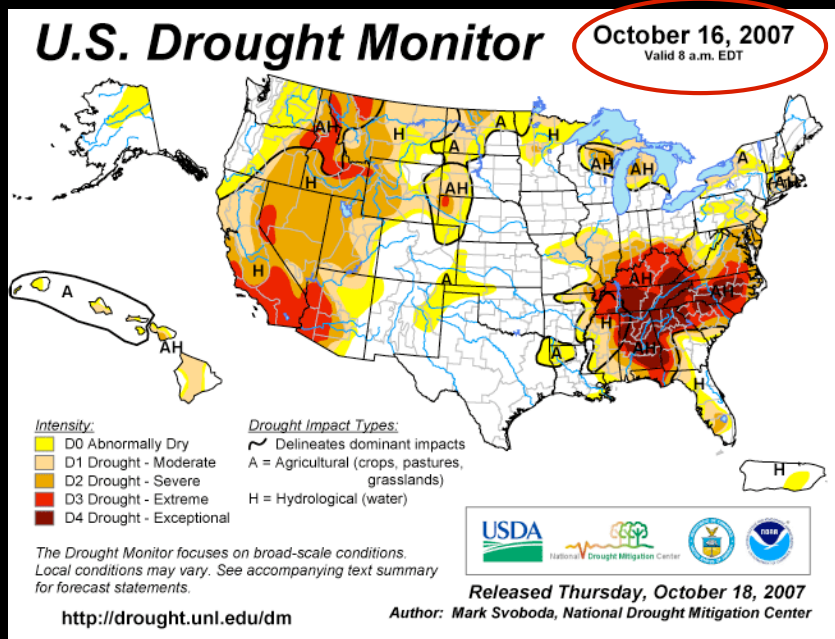 U.S. Drought Monitor
October 16, 2007
Valid 8 a.m. EDT
AH
H
A
A
H
AH
AH
AH
A
A
H
H
A
AH
AH
H
A
AH
H
A
AH
H
Intensity:
D0 Abnormally Dry
D1 Drought - Moderate
D2 Drought - Severe
D3 Drought - Extreme
D4 Drought - Exceptional
Drought Impact Types:
Delineates dominant impacts
A = Agricultural (crops, pastures,
grasslands)
H = Hydrological (water)
The Drought Monitor focuses on broad-scale conditions.
Local conditions may vary. See accompanying text summary
for forecast statements.
http://drought.unl.edu/dm
USDA
National Drought Mitigation Center
NOAA
Released Thursday, October 18, 2007
Author: Mark Svoboda, National Drought Mitigation Center